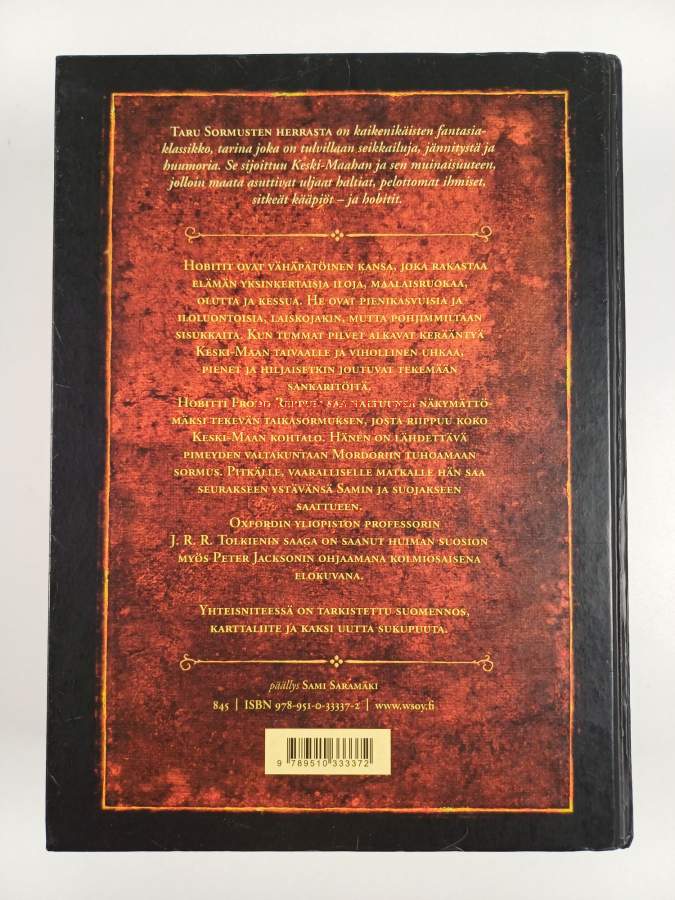 TARU SORMUSTEN HERRASTA on kaikenikäisten fantasia-
klassikko, tarina joka on tulvillaan seikkailuja, jännitystä ja
huumoria. Se sijoittuu Keski-Maahan ja sen muinaisuuteen,
jolloin maata asuttivat uljaat haltiat, pelottomat ihmiset,
sitkeät kääpiöt – ja hobitit.
HOBITIT OVAT VÄHÄPÄTÖINEN KANSA, JOKA RAKASTAA
ELÄMÄN YKSINKERTAISIA ILOJA, MAALAISRUOKAA,
OLUTTA JA KESSUA. HE OVAT PIENIKASVUISIA JA
ILOLUONTOISIA, LAISKOJAKIN, MUTTA POHJIMMILTAAN
SISUKKAITA. KUN TUMMAT PILVET ALKAVAT KERÄÄNTYÄ
KESKI-MAAN TAIVAALLE JA VIHOLLINEN UHKAA,
PIENET JA HILJAISETKIN JOUTUVAT TEKEMÄÄN
SANKARITÖITÄ.
HOBITTI FRODO REPPULI SAA HALTUUNSA NÄKYMÄTTÖ-
MÄKSI TEKEVÄN TAIKASORMUKSEN, JOSTA RIIPPUU KOKO
KESKI-MAAN KOHTALO. HÄNEN ON LÄHDETTÄVÄ
PIMEYDEN VALTAKUNTAAN MORDORIIN TUHOAMAAN
SORMUS. PITKÄLLE, VAARALLISELLE MATKALLE HÄN SAA
SEURAKSEEN YSTÄVÄNSÄ SAMIN JA SUOJAKSEEN
SAATTUEEN.
OXFORDIN YLIOPISTON PROFESSORIN
J. R. R. TOLKIENIN SAAGA ON SAANUT HUIMAN SUOSION
MYÖS PETER JACKSONIN OHJAAMANA KOLMIOSAISENA
ELOKUVANA.
YHTEISNITEESSÄ ON TARKISTETTU SUOMENNOS,
KARTTALIITE JA KAKSI UUTTA SUKUPUUTA.
päällys SAMI SARAMÄKI
845 | ISBN 978-951-0-33337-2 | www.wsoy.fi
9 789510 333372